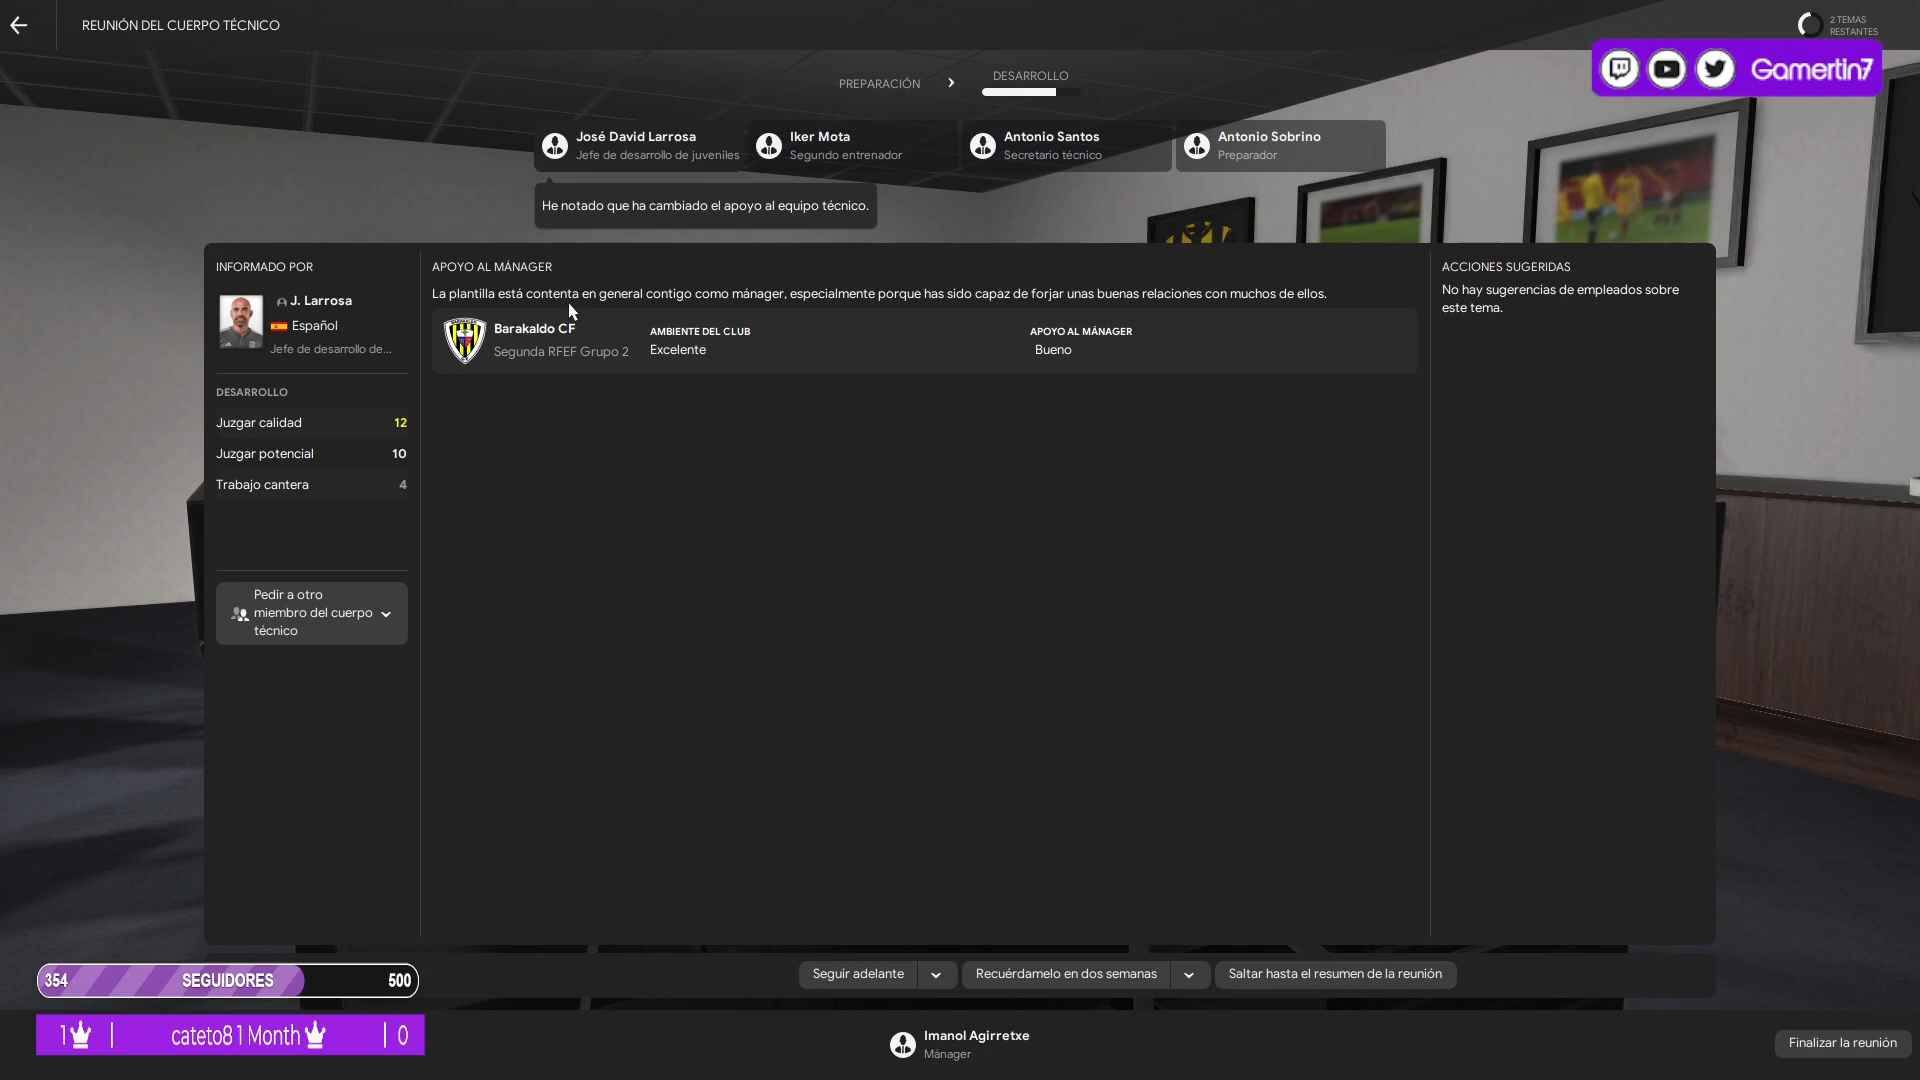 REUNIÓN DEL CUERPO TÉCNICO
2 TEMAS
RESTANTES
Gamertin7
PREPARACIÓN
DESARROLLO
José David Larrosa
Jefe de desarrollo de juveniles
Iker Mota
Segundo entrenador
Antonio Santos
Secretario técnico
Antonio Sobrino
Preparador
He notado que ha cambiado el apoyo al equipo técnico.
INFORMADO POR
J. Larrosa
Español
Jefe de desarrollo de...
DESARROLLO
Juzgar calidad 12
Juzgar potencial 10
Trabajo cantera 4
Pedir a otro
miembro del cuerpo
técnico
APOYO AL MÁNAGER
La plantilla está contenta en general contigo como mánager, especialmente porque has sido capaz de forjar unas buenas relaciones con muchos de ellos.
Barakaldo CF
Segunda RFEF Grupo 2
AMBIENTE DEL CLUB
Excelente
APOYO AL MÁNAGER
Bueno
ACCIONES SUGERIDAS
No hay sugerencias de empleados sobre
este tema.
354 SEGUIDORES 500
Seguir adelante
Recuérdamelo en dos semanas
Saltar hasta el resumen de la reunión
1 cateto8 1 Month 0
Imanol Agirretxe
Mánager
Finalizar la reunión